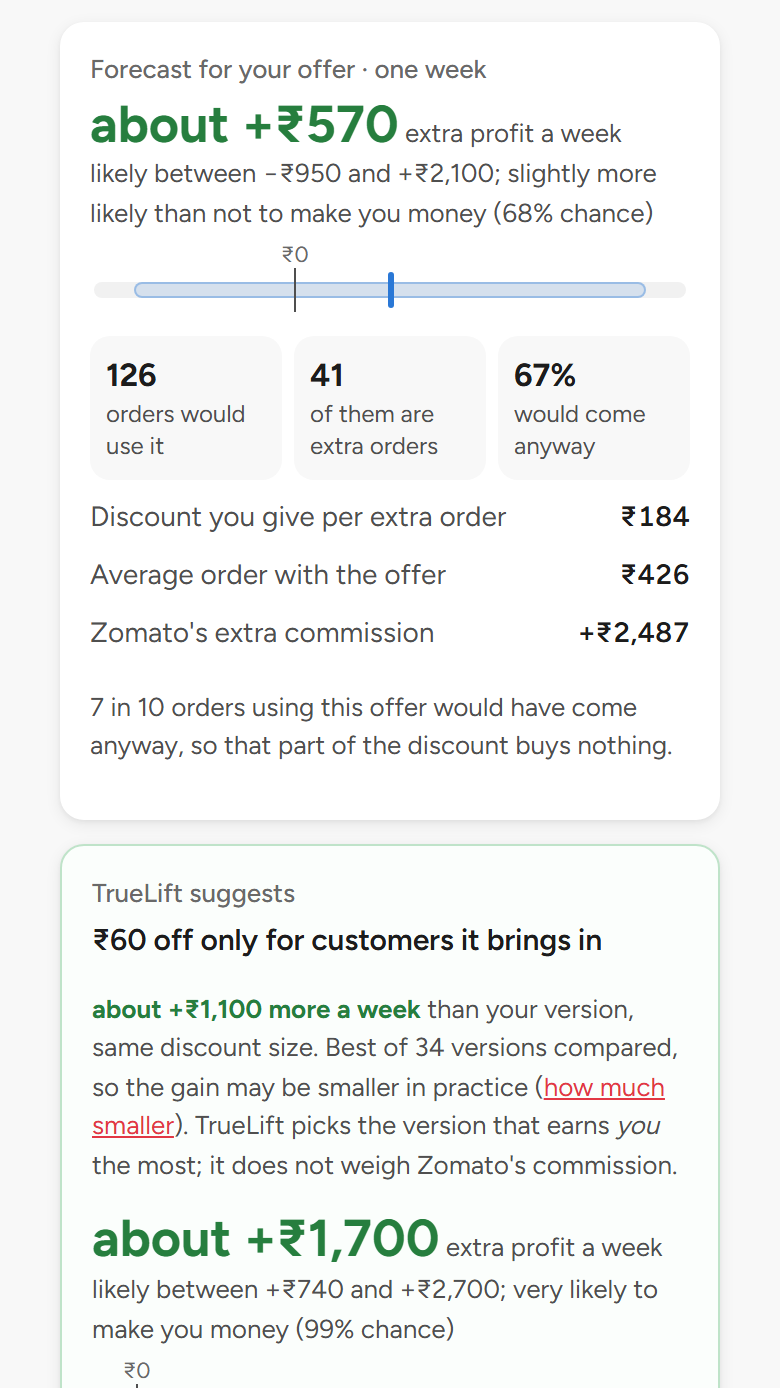 Forecast for your offer · one week
about +₹570 extra profit a week
likely between −₹950 and +₹2,100; slightly more
likely than not to make you money (68% chance)
₹0
126
orders would
use it
41
of them are
extra orders
67%
would come
anyway
Discount you give per extra order ₹184
Average order with the offer ₹426
Zomato's extra commission +₹2,487
7 in 10 orders using this offer would have come
anyway, so that part of the discount buys nothing.
TrueLift suggests
₹60 off only for customers it brings in
about +₹1,100 more a week than your version,
same discount size. Best of 34 versions compared,
so the gain may be smaller in practice (how much
smaller). TrueLift picks the version that earns you
the most; it does not weigh Zomato's commission.
about +₹1,700 extra profit a week
likely between +₹740 and +₹2,700; very likely to
make you money (99% chance)
₹0